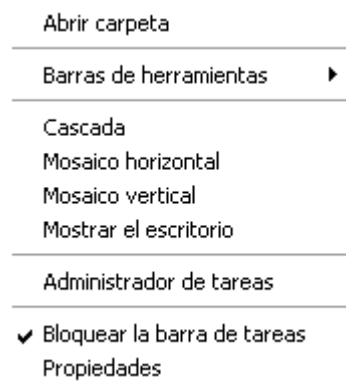 Abrir carpeta
Barras de herramientas
Cascada
Mosaico horizontal
Mosaico vertical
Mostrar el escritorio
Administrador de tareas
Bloquear la barra de tareas
Propiedades